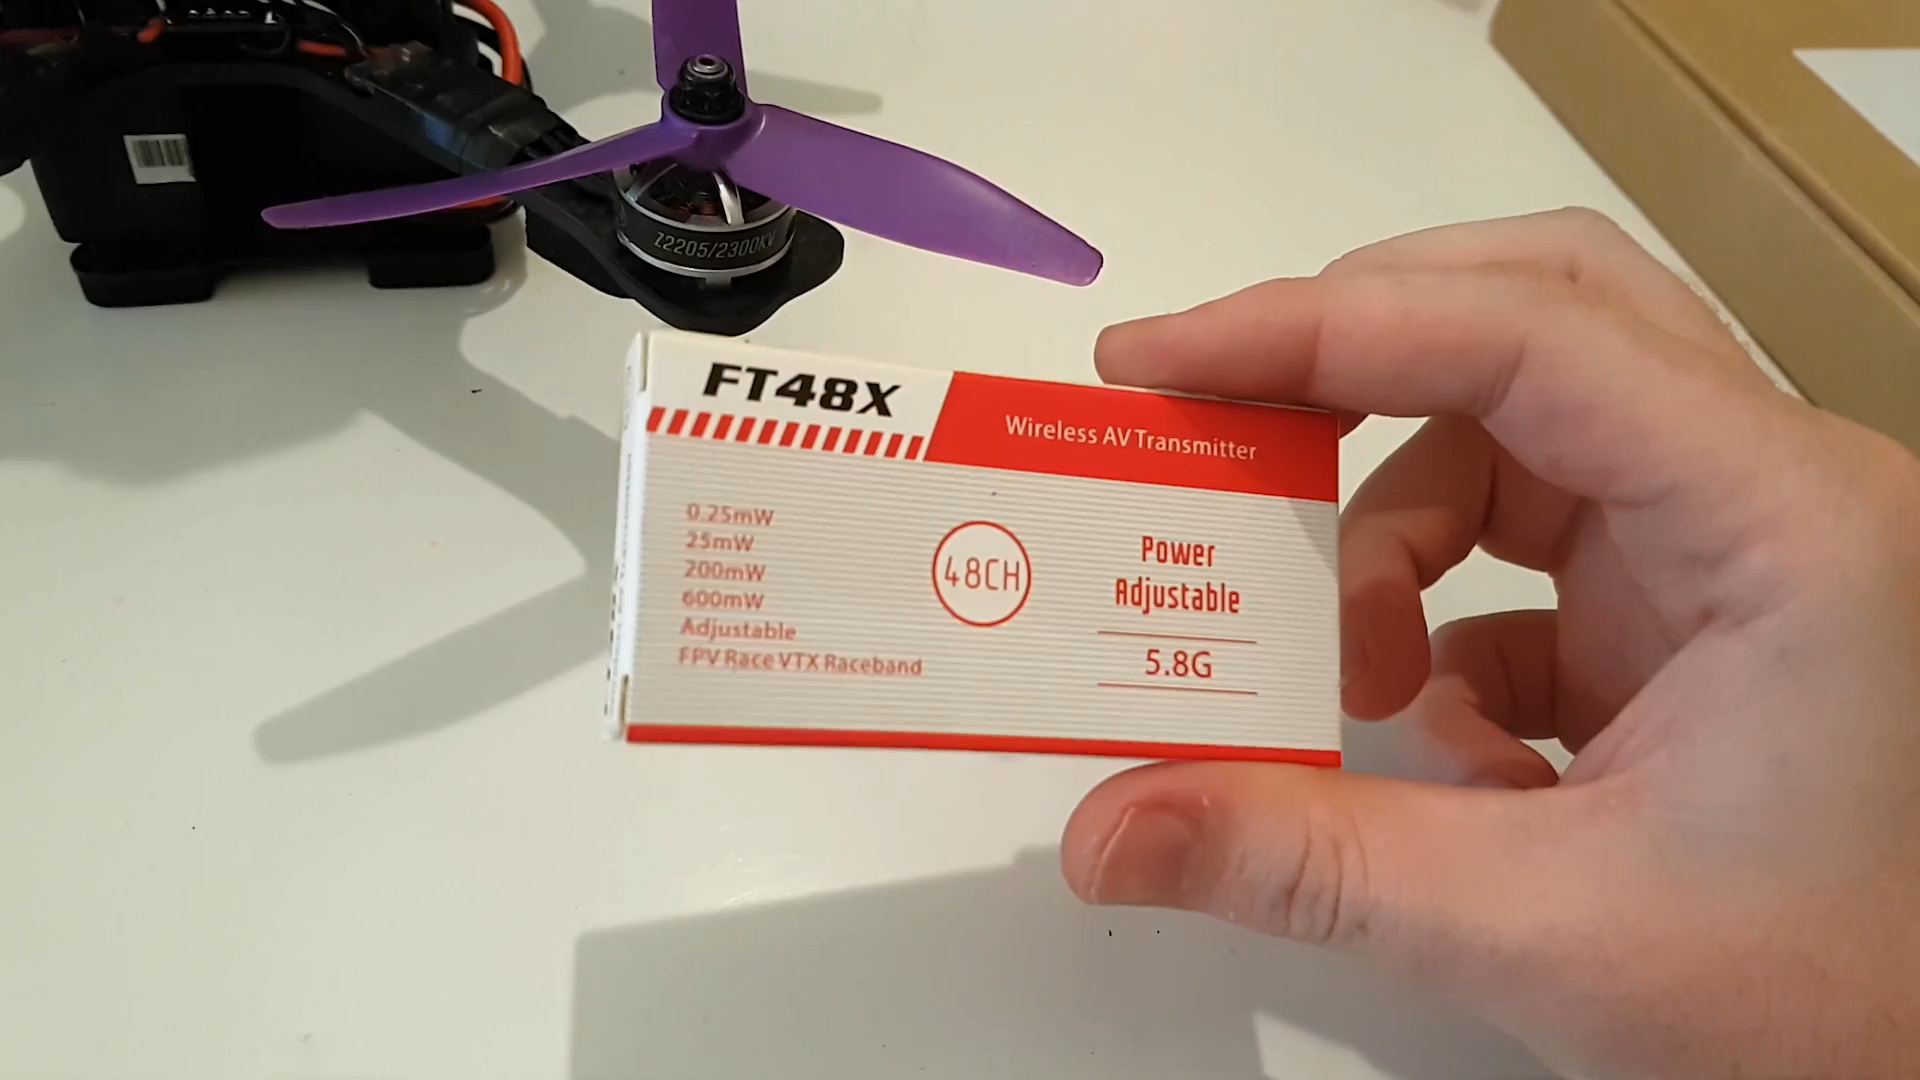 Z2205/2300KV
FT48X
Wireless AV Transmitter
0.25mW
25mW
200mW
600mW
Adjustable
FPV Race VTX Raceband
48CH
Power
Adjustable
5.8G